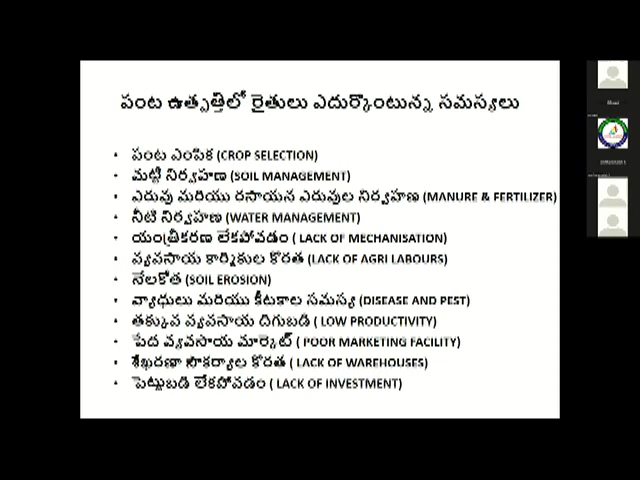 పంట ఉత్పత్తిలో రైతులు ఎదుర్కొంటున్న సమస్యలు
• పంట ఎంపిక (CROP SELECTION)
• మట్టి నిర్వహణ (SOIL MANAGEMENT)
• ఎరువు మరియు రసాయన ఎరువుల నిర్వహణ (MANURE & FERTILIZER)
• నీటి నిర్వహణ (WATER MANAGEMENT)
• యంత్రీకరణ లేకపోవడం ( LACK OF MECHANISATION)
• వ్యవసాయ కార్మికుల కొరత (LACK OF AGRI LABOURS)
• నేలకోత (SOIL EROSION)
• వ్యాధులు మరియు కీటకాల సమస్య (DISEASE AND PEST)
• తక్కువ వ్యవసాయ దిగుబడి ( LOW PRODUCTIVITY)
• పేద వ్యవసాయ మార్కెట్ ( POOR MARKETING FACILITY)
• శేఖరణా సౌకర్యాల కొరత ( LACK OF WAREHOUSES)
• పెట్టుబడి లేకపోవడం ( LACK OF INVESTMENT)